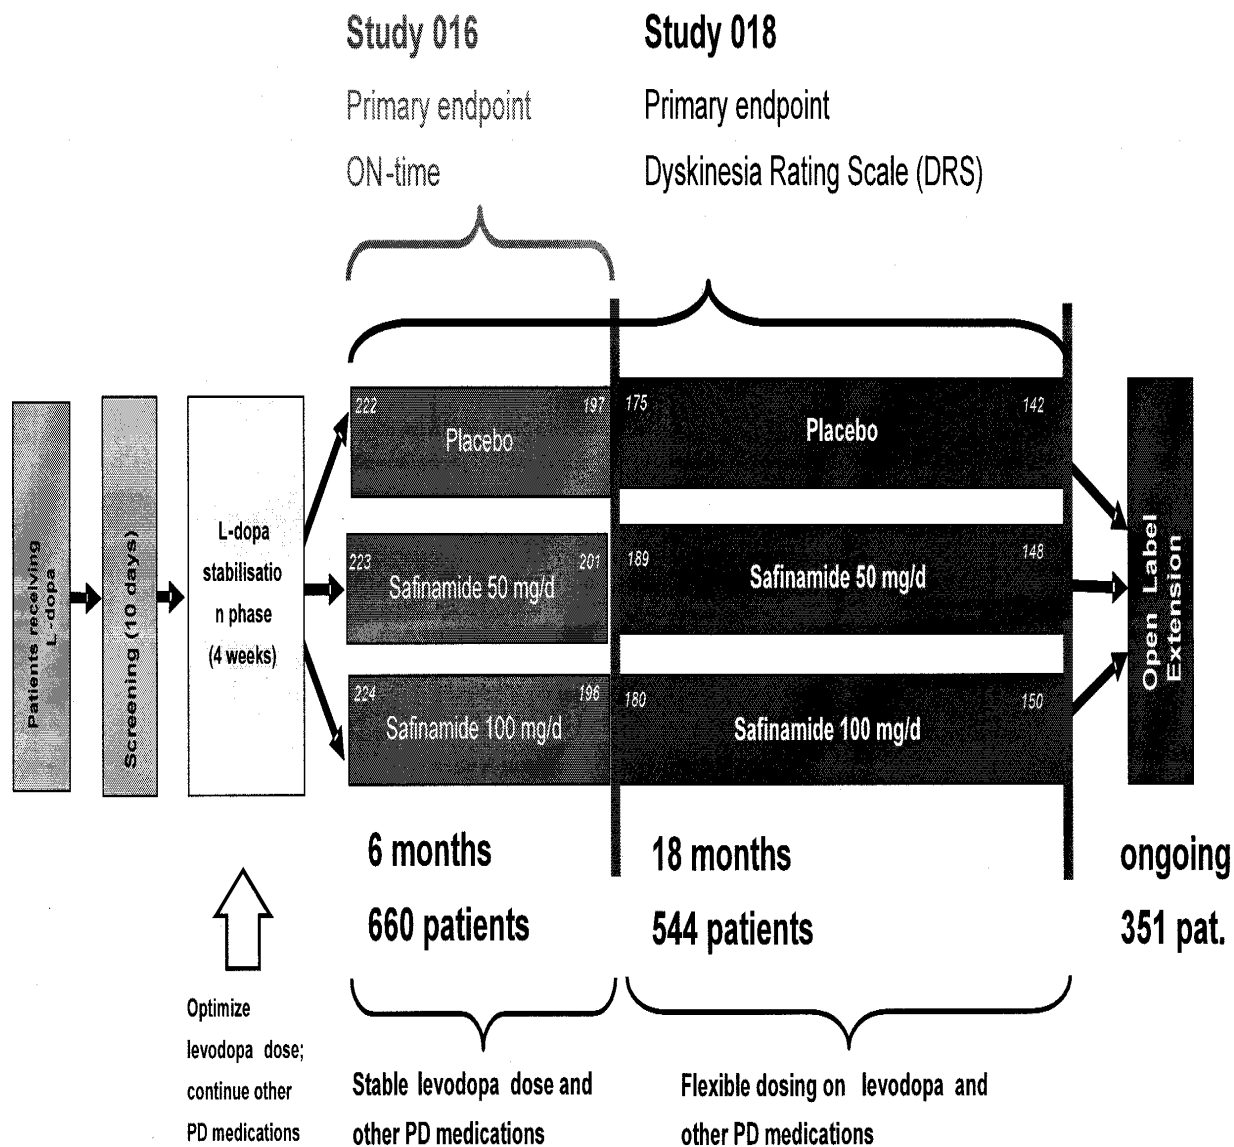 Study 016
Primary endpoint
ON-time
Study 018
Primary endpoint
Dyskinesia Rating Scale (DRS)
Patients receiving
L-dopa
Screening (10 days)
L-dopa
stabilisatio
n phase
(4 weeks)
222
197
Placebo
175
142
Placebo
223
201
Safinamide 50 mg/d
189
148
Safinamide 50 mg/d
224
196
Safinamide 100 mg/d
180
150
Safinamide 100 mg/d
Open Label
Extension
6 months
660 patients
18 months
544 patients
ongoing
351 pat.
Optimize
levodopa dose;
continue other
PD medications
Stable levodopa dose and
other PD medications
Flexible dosing on levodopa and
other PD medications